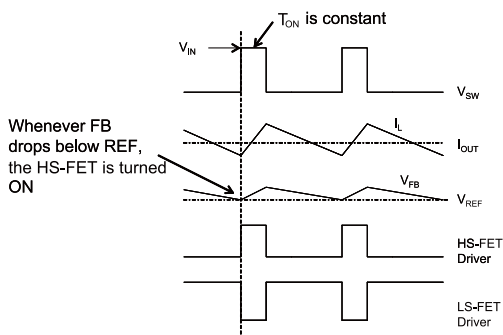 T_ON is constant
V_IN
V_SW
I_L
I_OUT
Whenever FB
drops below REF,
the HS-FET is turned
ON
V_FB
V_REF
HS-FET
Driver
LS-FET
Driver